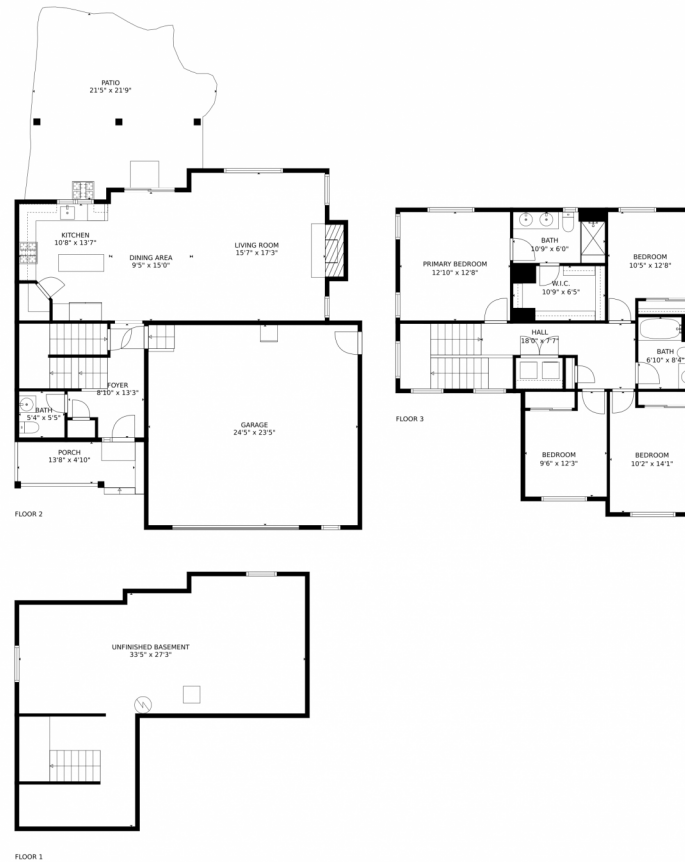 PATIO
21'5" x 21'9"
KITCHEN
10'8" x 13'7"
DINING AREA
9'5" x 15'0"
LIVING ROOM
15'7" x 17'3"
FOYER
8'10" x 13'3"
BATH
5'4" x 5'5"
GARAGE
24'5" x 23'5"
PORCH
13'8" x 4'10"
FLOOR 2
PRIMARY BEDROOM
12'10" x 12'8"
BATH
10'9" x 6'0"
W.I.C.
10'9" x 6'5"
BEDROOM
10'5" x 12'8"
HALL
18'0" x 7'7"
BATH
6'10" x 8'4"
FLOOR 3
BEDROOM
9'6" x 12'3"
BEDROOM
10'2" x 14'1"
UNFINISHED BASEMENT
33'5" x 27'3"
FLOOR 1